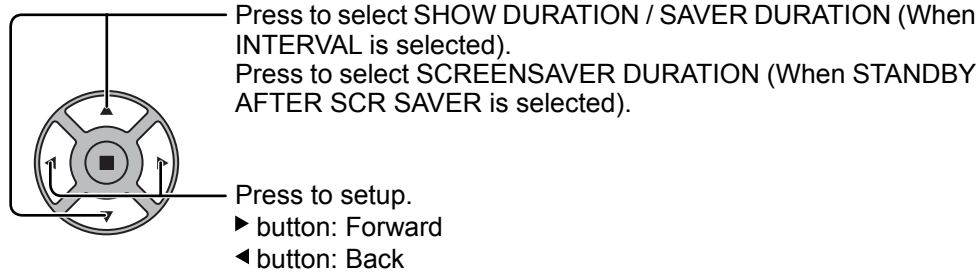 Press to select SHOW DURATION / SAVER DURATION (When
INTERVAL is selected).
Press to select SCREENSAVER DURATION (When STANDBY
AFTER SCR SAVER is selected).
Press to setup.
▶ button: Forward
◀ button: Back